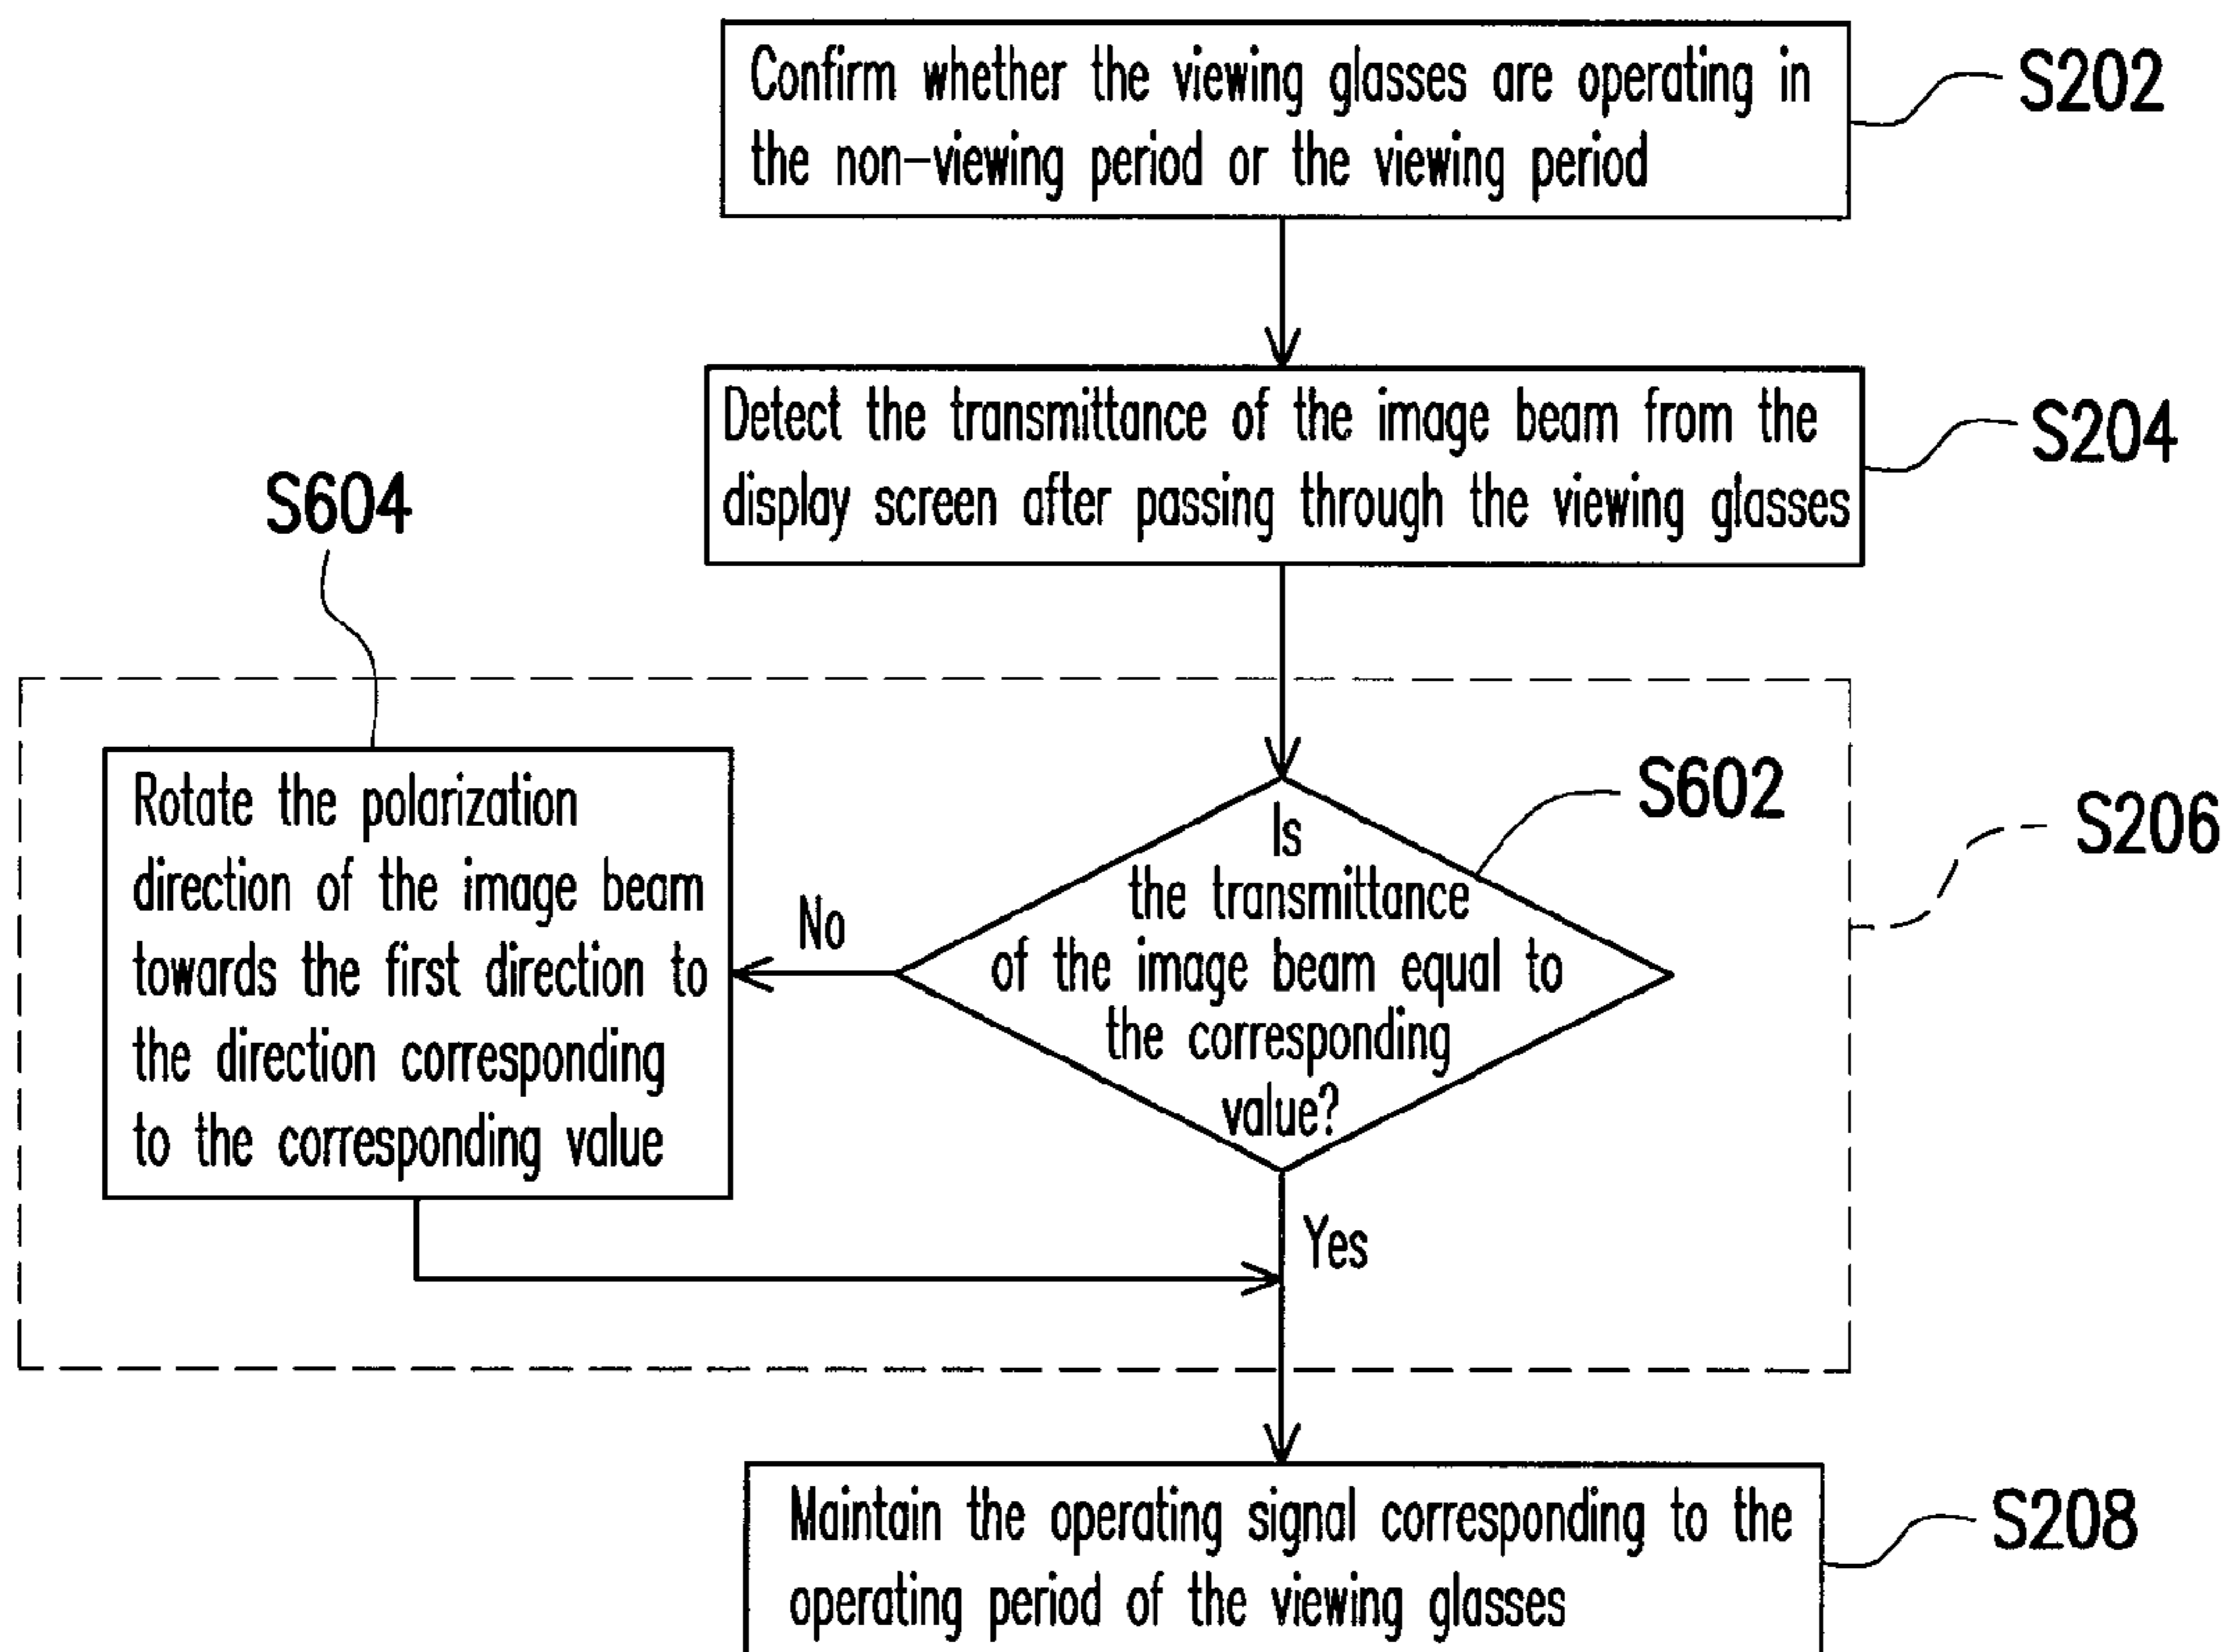 Confirm whether the viewing glasses are operating in
the non-viewing period or the viewing period
S202
Detect the transmittance of the image beam from the
display screen after passing through the viewing glasses
S204
S604
Rotate the polarization
direction of the image beam
towards the first direction to
the direction corresponding
to the corresponding value
No
Is
the transmittance
of the image beam equal to
the corresponding
value?
S602
S206
Yes
Maintain the operating signal corresponding to the
operating period of the viewing glasses
S208